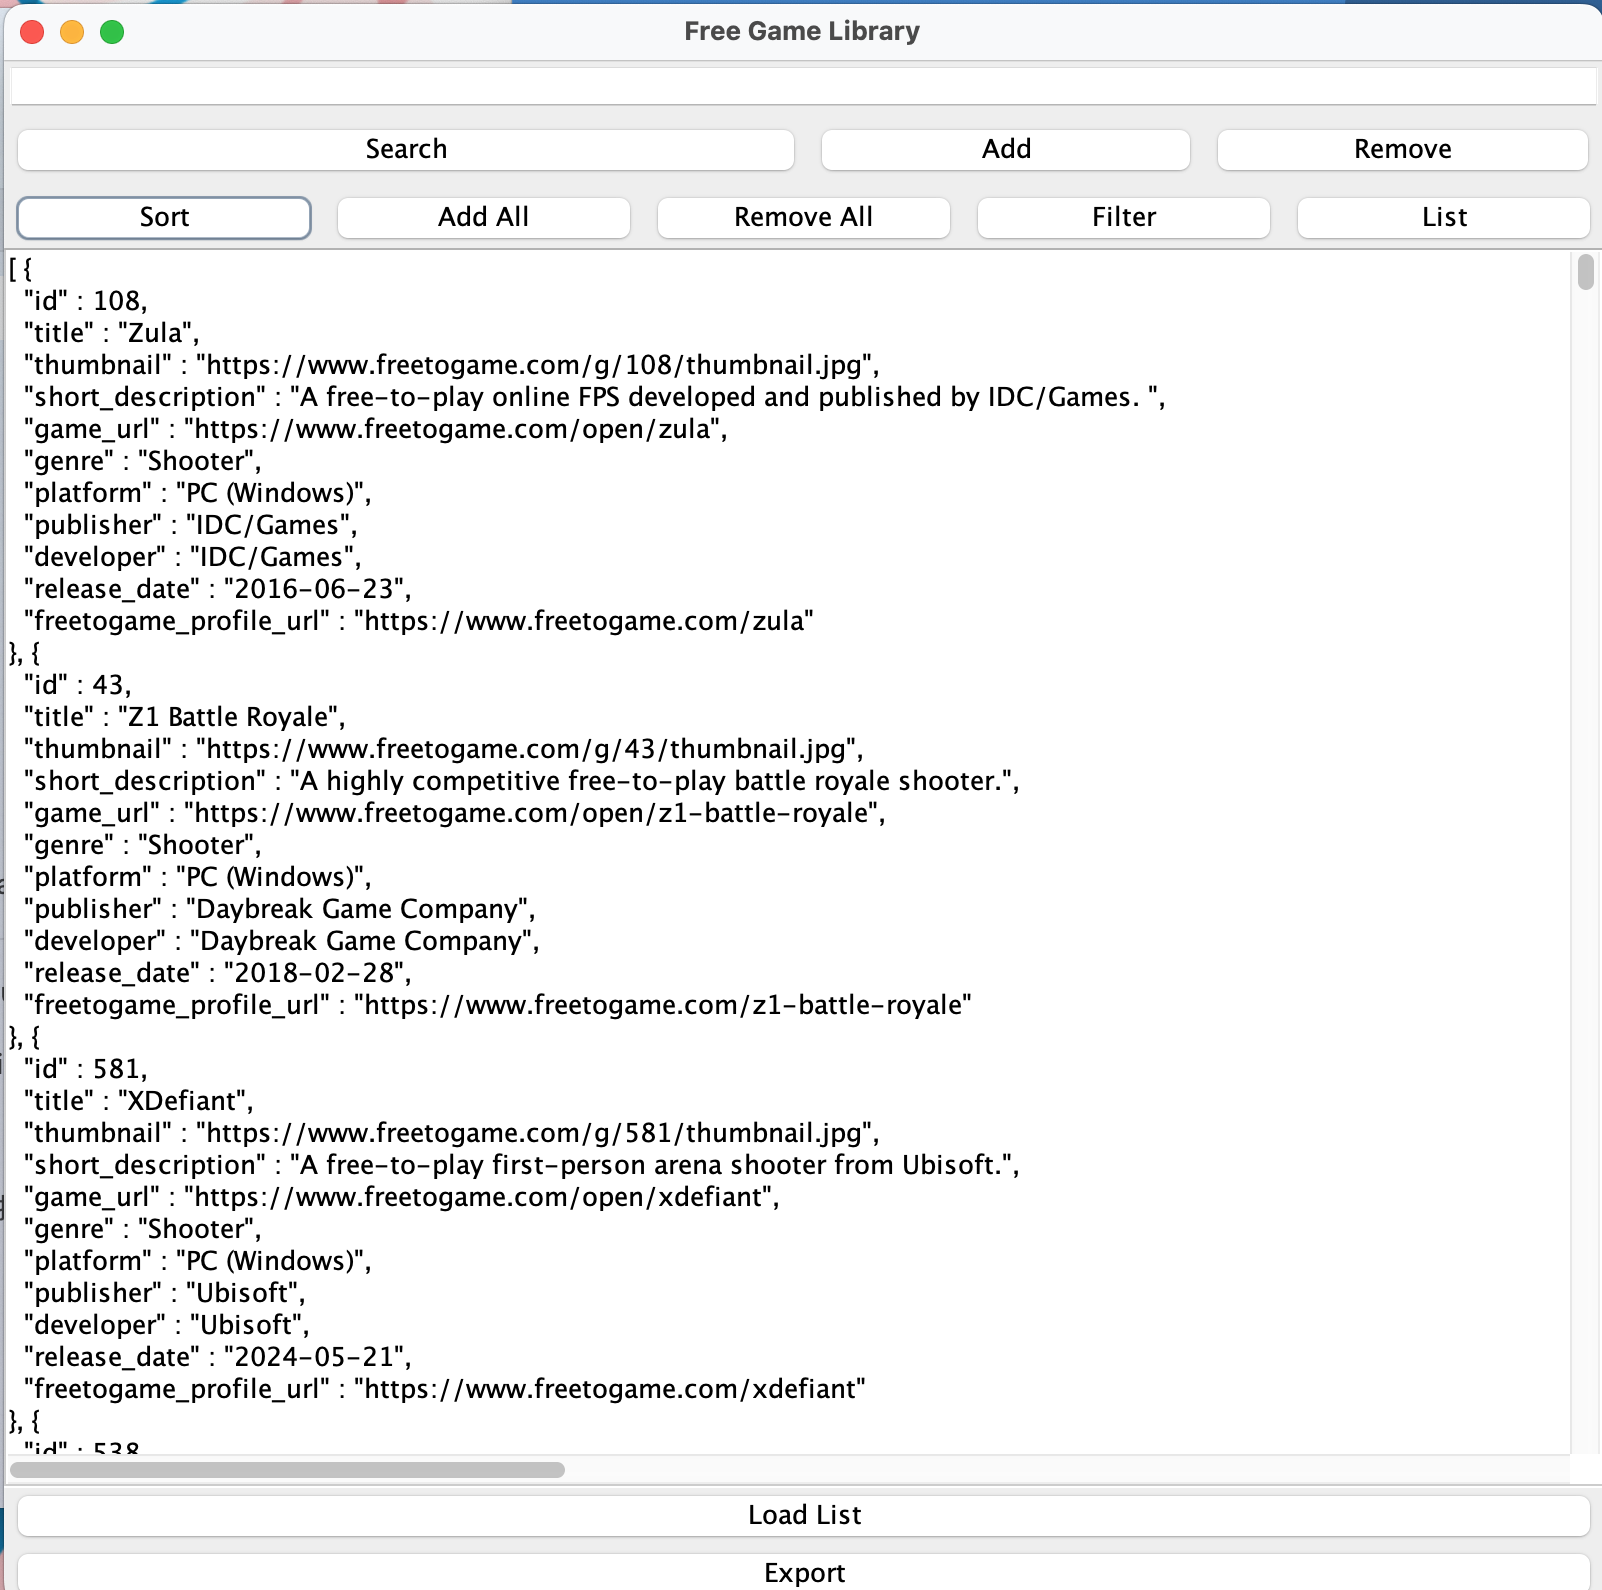 Free Game Library
Search Add Remove
Sort Add All Remove All Filter List
[ {
"id" : 108,
"title" : "Zula",
"thumbnail" : "https://www.freetogame.com/g/108/thumbnail.jpg",
"short_description" : "A free-to-play online FPS developed and published by IDC/Games. ",
"game_url" : "https://www.freetogame.com/open/zula",
"genre" : "Shooter",
"platform" : "PC (Windows)",
"publisher" : "IDC/Games",
"developer" : "IDC/Games",
"release_date" : "2016-06-23",
"freetogame_profile_url" : "https://www.freetogame.com/zula"
}, {
"id" : 43,
"title" : "Z1 Battle Royale",
"thumbnail" : "https://www.freetogame.com/g/43/thumbnail.jpg",
"short_description" : "A highly competitive free-to-play battle royale shooter.",
"game_url" : "https://www.freetogame.com/open/z1-battle-royale",
"genre" : "Shooter",
"platform" : "PC (Windows)",
"publisher" : "Daybreak Game Company",
"developer" : "Daybreak Game Company",
"release_date" : "2018-02-28",
"freetogame_profile_url" : "https://www.freetogame.com/z1-battle-royale"
}, {
"id" : 581,
"title" : "XDefiant",
"thumbnail" : "https://www.freetogame.com/g/581/thumbnail.jpg",
"short_description" : "A free-to-play first-person arena shooter from Ubisoft.",
"game_url" : "https://www.freetogame.com/open/xdefiant",
"genre" : "Shooter",
"platform" : "PC (Windows)",
"publisher" : "Ubisoft",
"developer" : "Ubisoft",
"release_date" : "2024-05-21",
"freetogame_profile_url" : "https://www.freetogame.com/xdefiant"
}, {
"id" : 538
Load List
Export